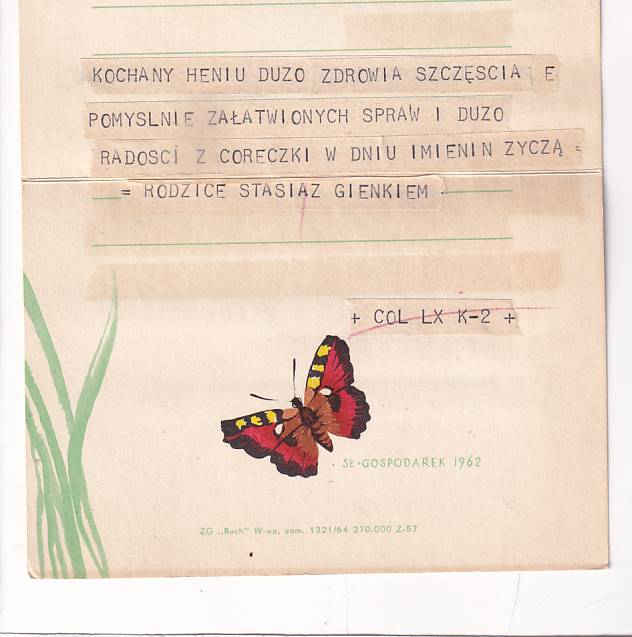 KOCHANY HENIU DUZO ZDROWIA SZCZĘSCIA E
POMYSLNIE ZAŁATWIONYCH SPRAW I DUZO
RADOSCI Z CORECZKI W DNIU IMIENIN ZYCZĄ =
= RODZICE STASIAZ GIENKIEM -
+ COL LX K-2 +
SŁ·GOSPODAREK 1962
ZG „Ruch" W-wa, zam. 1321/64 270.000 Z-57